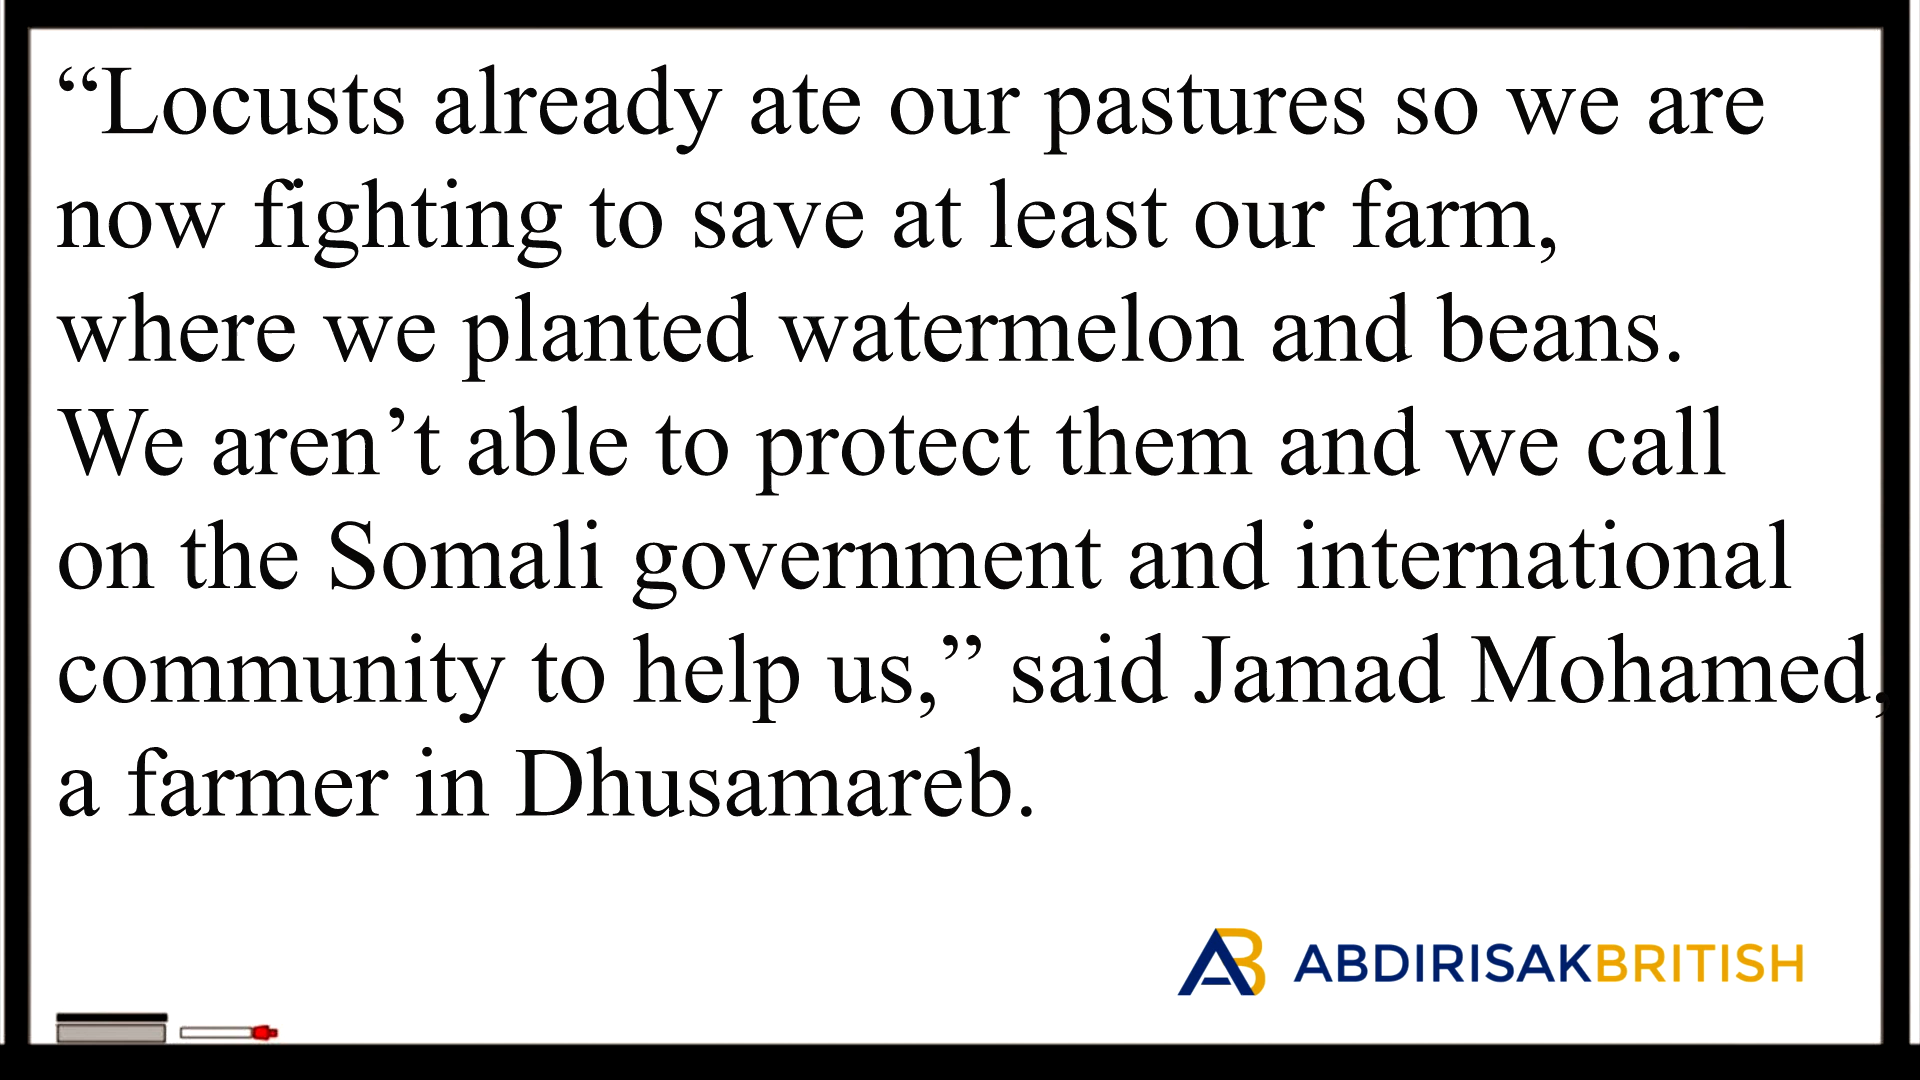 “Locusts already ate our pastures so we are
now fighting to save at least our farm,
where we planted watermelon and beans.
We aren’t able to protect them and we call
on the Somali government and international
community to help us,” said Jamad Mohamed,
a farmer in Dhusamareb.
AB ABDIRISAKBRITISH